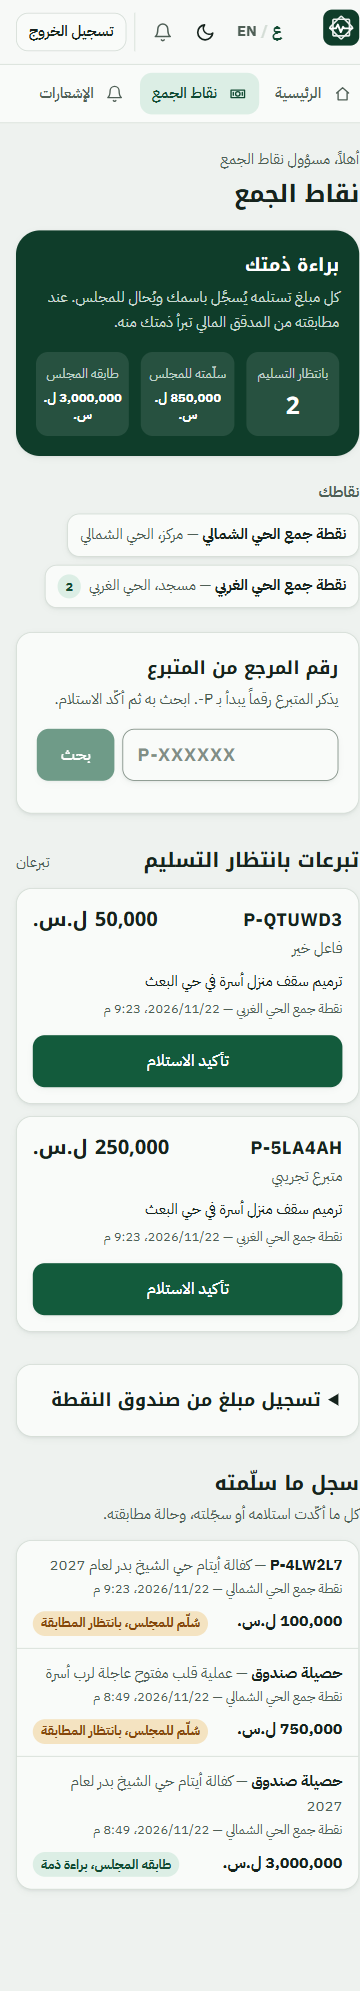 ع / EN
تسجيل الخروج
الرئيسية
نقاط الجمع
الإشعارات
أهلاً، مسؤول نقاط الجمع
نقاط الجمع
براءة ذمتك
كل مبلغ تستلمه يُسجَّل باسمك ويُحال للمجلس. عند
مطابقته من المدقق المالي تبرأ ذمتك منه.
بانتظار التسليم
2
سلّمته للمجلس
850,000 ل.
س.
طابقه المجلس
3,000,000 ل.
س.
نقاطك
نقطة جمع الحي الشمالي — مركز، الحي الشمالي
نقطة جمع الحي الغربي — مسجد، الحي الغربي 2
رقم المرجع من المتبرع
يذكر المتبرع رقماً يبدأ بـ P-. ابحث به ثم أكّد الاستلام.
P-XXXXXX
بحث
تبرعات بانتظار التسليم
تبرعان
P-QTUWD3
50,000 ل.س.
فاعل خير
ترميم سقف منزل أسرة في حي البعث
نقطة جمع الحي الغربي — 2026/11/22، 9:23 م
تأكيد الاستلام
P-5LA4AH
250,000 ل.س.
متبرع تجريبي
ترميم سقف منزل أسرة في حي البعث
نقطة جمع الحي الغربي — 2026/11/22، 9:23 م
تأكيد الاستلام
تسجيل مبلغ من صندوق النقطة
سجل ما سلّمته
كل ما أكّدت استلامه أو سجّلته، وحالة مطابقته.
P-4LW2L7 — كفالة أيتام حي الشيخ بدر لعام 2027
نقطة جمع الحي الشمالي — 2026/11/22، 9:23 م
100,000 ل.س.
سُلّم للمجلس، بانتظار المطابقة
حصيلة صندوق — عملية قلب مفتوح عاجلة لرب أسرة
نقطة جمع الحي الشمالي — 2026/11/22، 8:49 م
750,000 ل.س.
سُلّم للمجلس، بانتظار المطابقة
حصيلة صندوق — كفالة أيتام حي الشيخ بدر لعام
2027
نقطة جمع الحي الشمالي — 2026/11/22، 8:49 م
3,000,000 ل.س.
طابقه المجلس، براءة ذمة